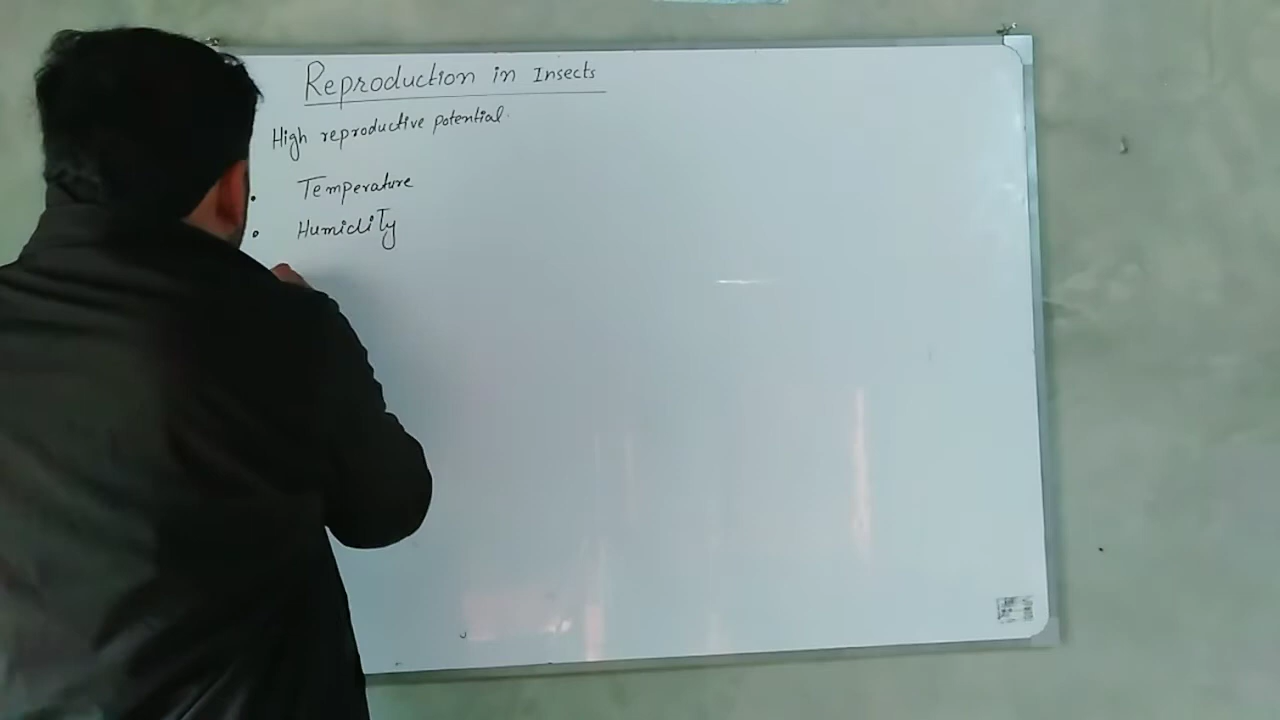 Reproduction in Insects
High reproductive potential.
• Temperature
• Humidity